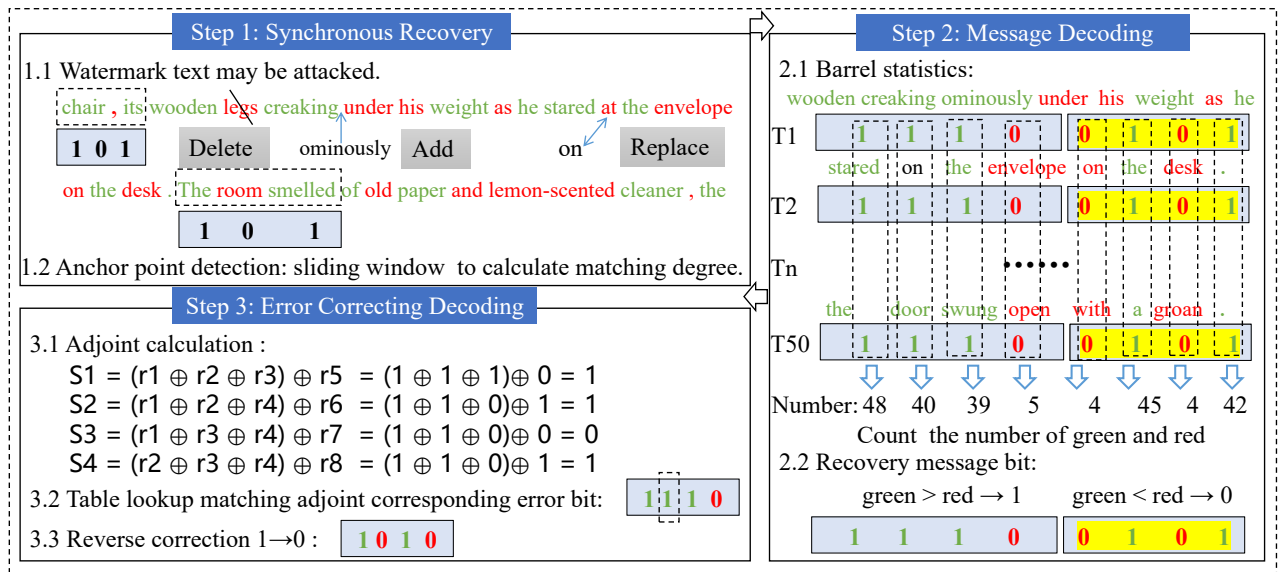 Step 1: Synchronous Recovery
1.1 Watermark text may be attacked.
chair , its wooden legs creaking under his weight as he stared at the envelope
1 0 1
Delete ominously Add on Replace
on the desk . The room smelled of old paper and lemon-scented cleaner , the
1 0 1
1.2 Anchor point detection: sliding window to calculate matching degree.
Step 2: Message Decoding
2.1 Barrel statistics:
wooden creaking ominously under his weight as he
T1 1 1 1 0 0 1 0 1
stared on the envelope on the desk .
T2 1 1 1 0 0 1 0 1
Tn ••••••
the door swung open with a groan .
T50 1 1 1 0 0 1 0 1
Number: 48 40 39 5 4 45 4 42
Count the number of green and red
2.2 Recovery message bit:
green > red → 1 green < red → 0
1 1 1 0 0 1 0 1
Step 3: Error Correcting Decoding
3.1 Adjoint calculation :
S1 = (r1 ⊕ r2 ⊕ r3) ⊕ r5 = (1 ⊕ 1 ⊕ 1)⊕ 0 = 1
S2 = (r1 ⊕ r2 ⊕ r4) ⊕ r6 = (1 ⊕ 1 ⊕ 0)⊕ 1 = 1
S3 = (r1 ⊕ r3 ⊕ r4) ⊕ r7 = (1 ⊕ 1 ⊕ 0)⊕ 0 = 0
S4 = (r2 ⊕ r3 ⊕ r4) ⊕ r8 = (1 ⊕ 1 ⊕ 0)⊕ 1 = 1
3.2 Table lookup matching adjoint corresponding error bit: 1 1 1 0
3.3 Reverse correction 1→0 : 1 0 1 0